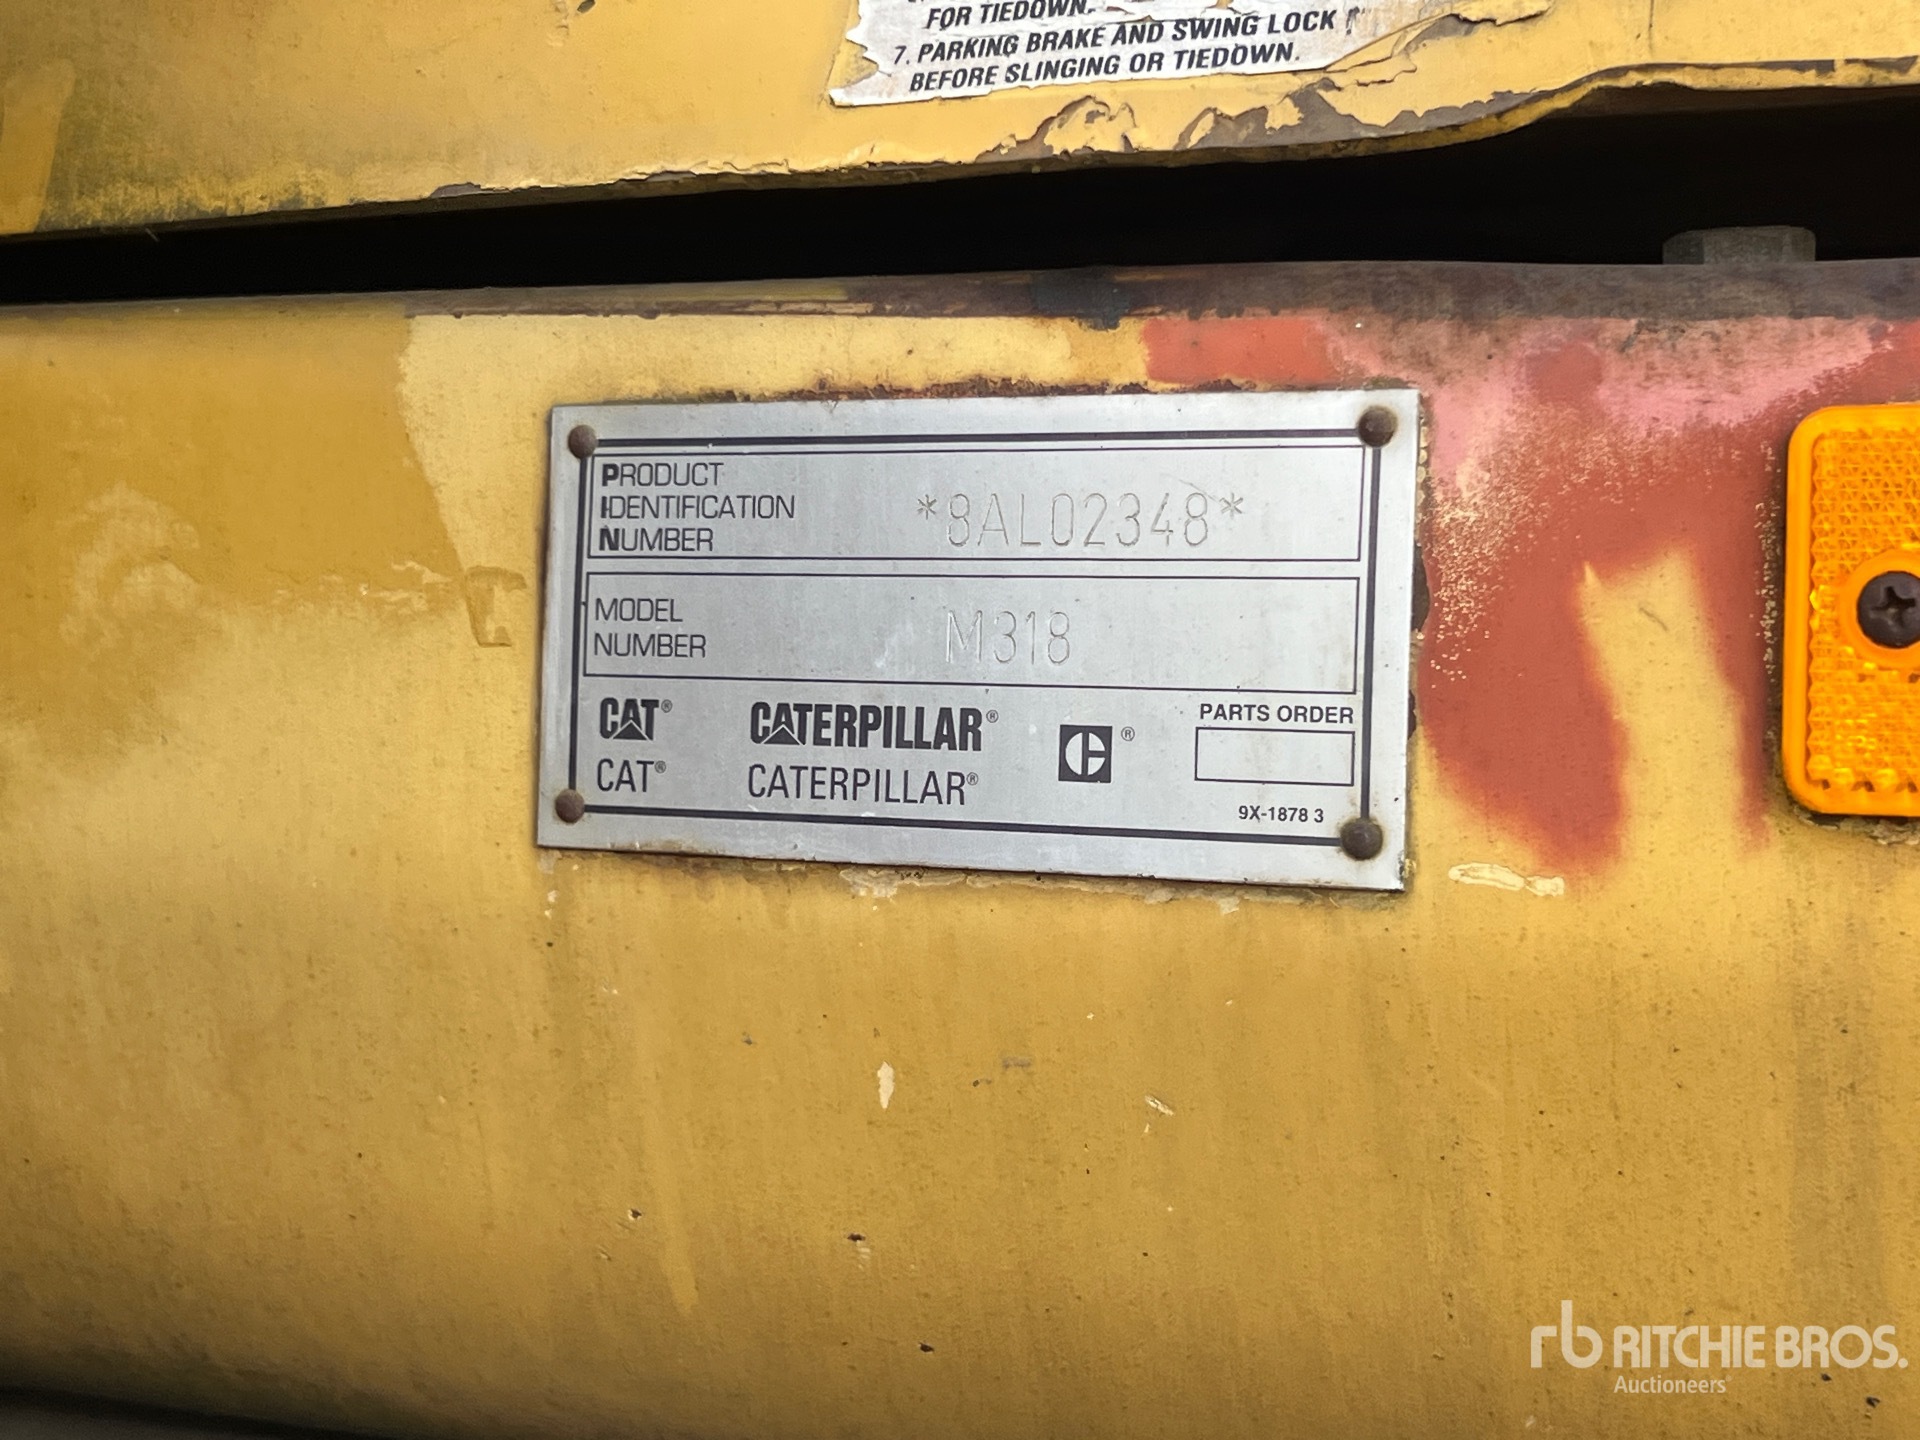 FOR TIEDOWN.
7. PARKING BRAKE AND SWING LOCK
BEFORE SLINGING OR TIEDOWN.
PRODUCT
IDENTIFICATION
NUMBER
*8AL02348*
MODEL
NUMBER
M318
CAT® CATERPILLAR® C® PARTS ORDER
CAT® CATERPILLAR®
9X-1878 3
rb RITCHIE BROS.
Auctioneers